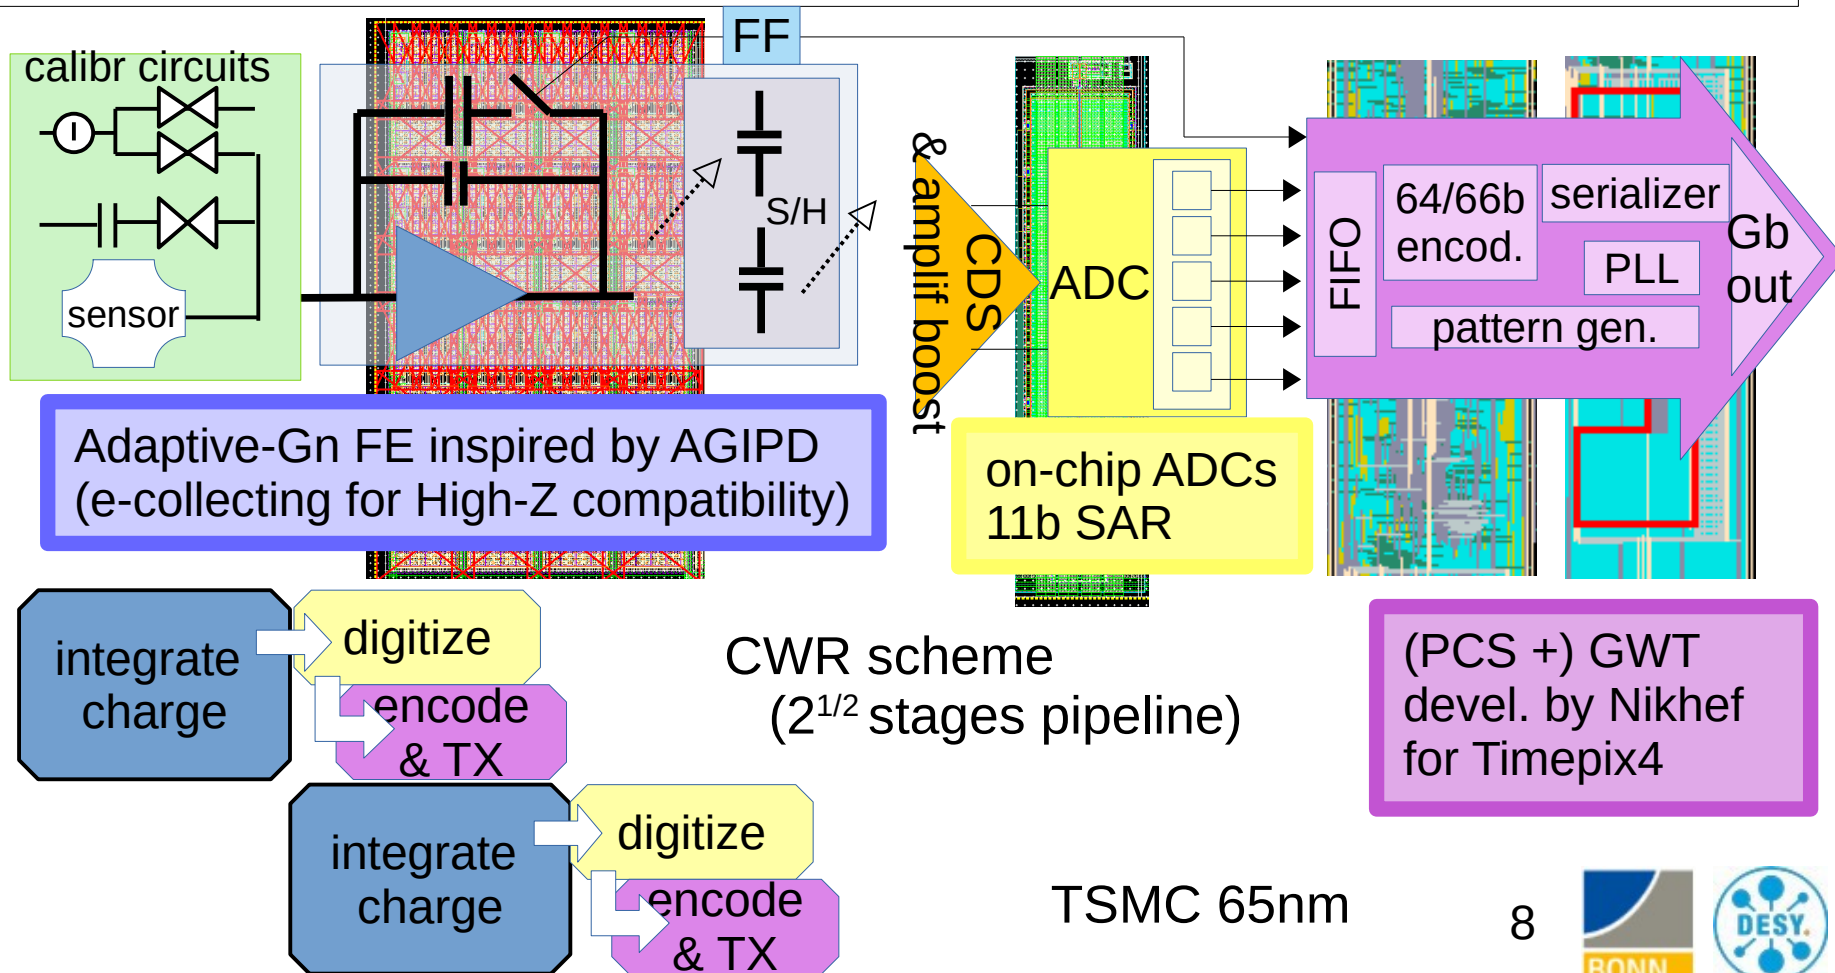 calibr circuits
I
sensor
FF
S/H
& amplif boost
CDS
ADC
FIFO
64/66b
encod.
serializer
PLL
pattern gen.
Gb
out
Adaptive-Gn FE inspired by AGIPD
(e-collecting for High-Z compatibility)
on-chip ADCs
11b SAR
(PCS +) GWT
devel. by Nikhef
for Timepix4
integrate
charge
digitize
encode
& TX
CWR scheme
(2^1/2 stages pipeline)
integrate
charge
digitize
encode
& TX
TSMC 65nm
8
BONN
DESY.